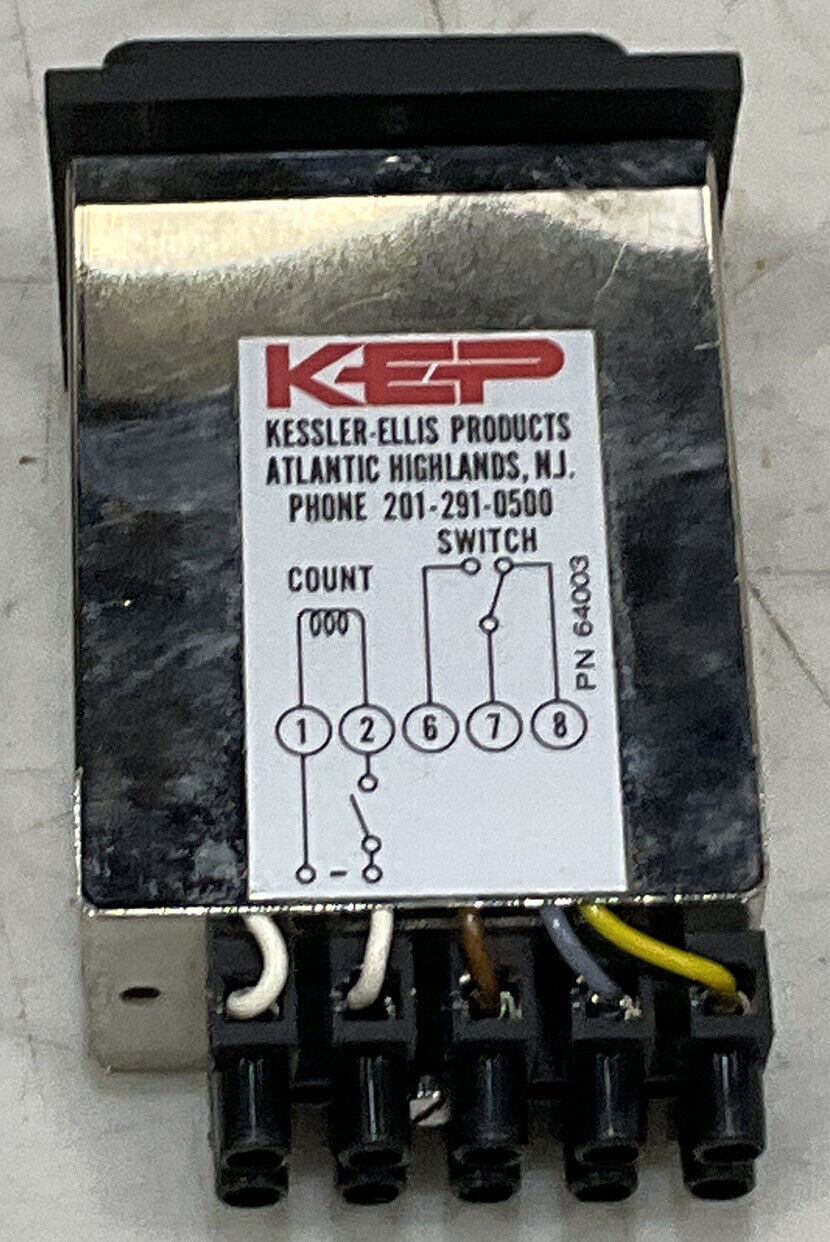 KEP
KESSLER-ELLIS PRODUCTS
ATLANTIC HIGHLANDS, N.J.
PHONE 201-291-0500
SWITCH
COUNT
PN 64003
1 2 6 7 8
-